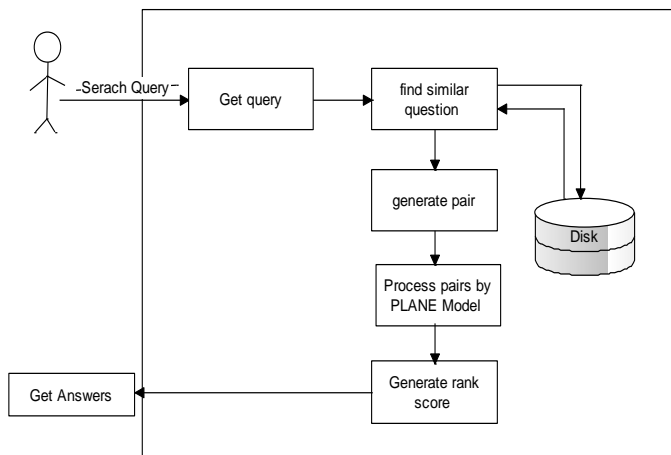 -Serach Query-
Get query
find similar
question
generate pair
Disk
Process pairs by
PLANE Model
Generate rank
score
Get Answers